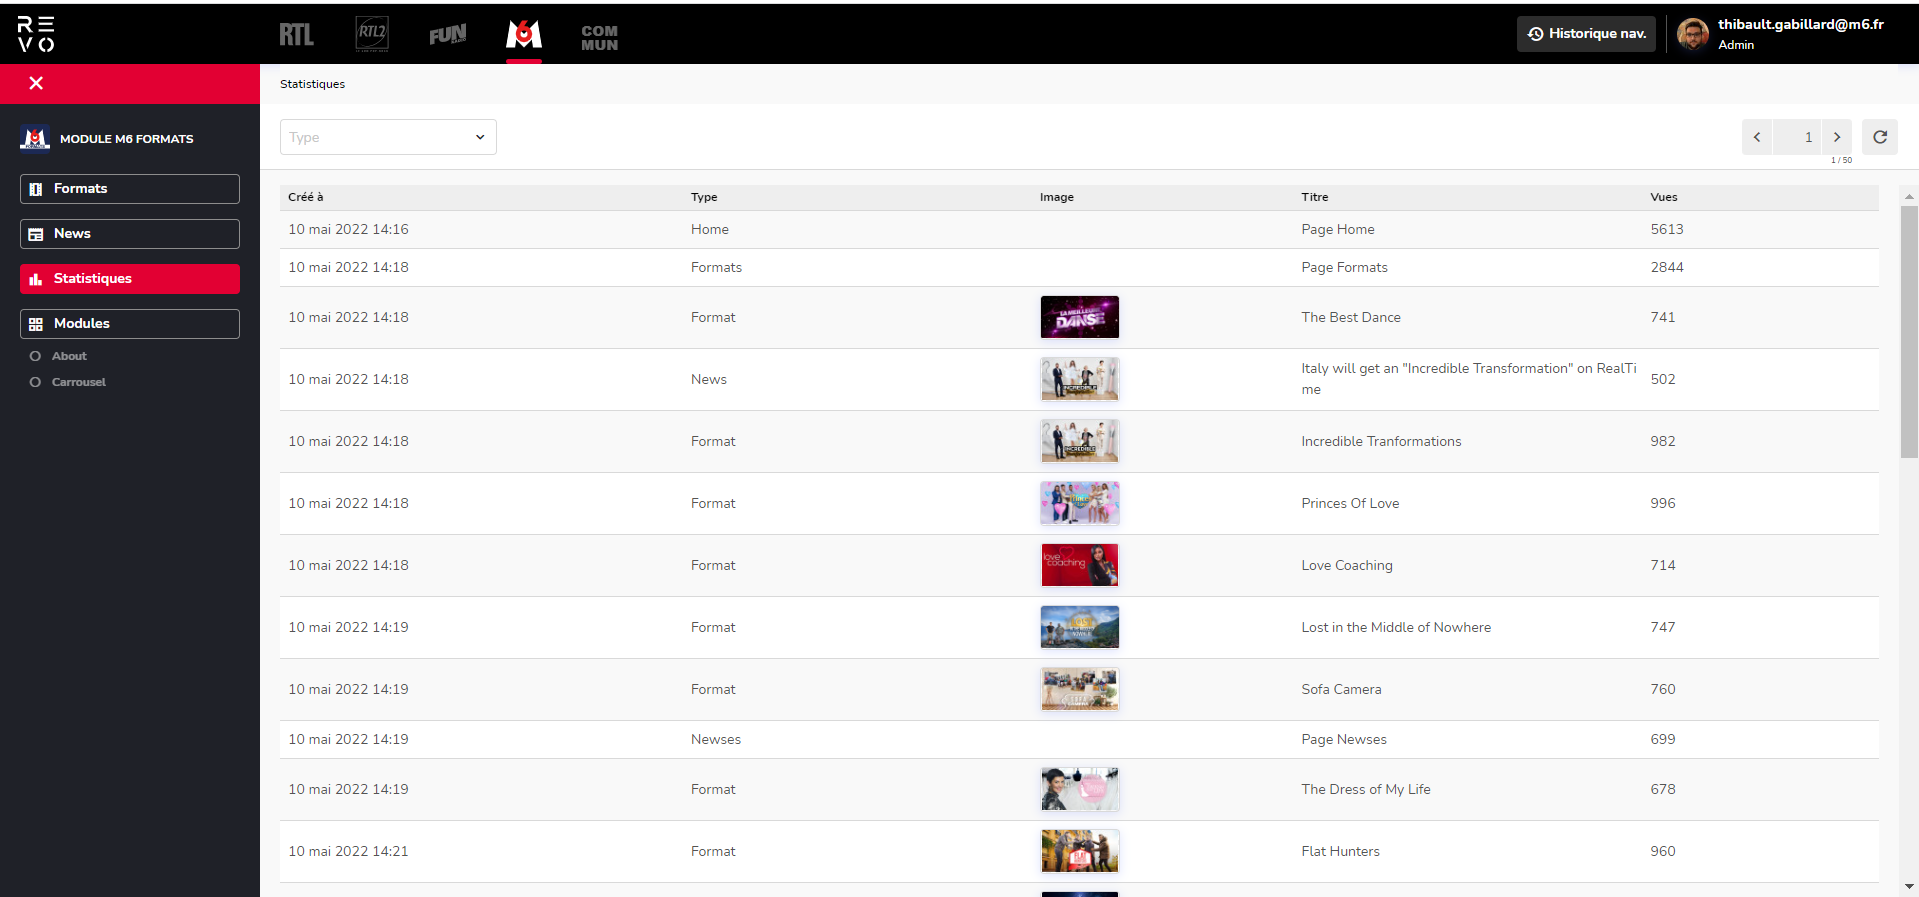 REVO
RTL
RTL2
FUN RADIO
M6
COM
MUN
Historique nav.
thibault.gabillard@m6.fr
Admin
MODULE M6 FORMATS
Formats
News
Statistiques
Modules
About
Carrousel
Statistiques
Type
1
1 / 50
Créé à Type Image Titre Vues
10 mai 2022 14:16 Home Page Home 5613
10 mai 2022 14:18 Formats Page Formats 2844
10 mai 2022 14:18 Format LA MEILLEURE DANSE The Best Dance 741
10 mai 2022 14:18 News INCREDIBLE Italy will get an "Incredible Transformation" on RealTi
me 502
10 mai 2022 14:18 Format INCREDIBLE Incredible Tranformations 982
10 mai 2022 14:18 Format Princes Of Love 996
10 mai 2022 14:18 Format love coaching Love Coaching 714
10 mai 2022 14:19 Format LOST Lost in the Middle of Nowhere 747
10 mai 2022 14:19 Format Sofa Camera 760
10 mai 2022 14:19 Newses Page Newses 699
10 mai 2022 14:19 Format The Dress of My Life 678
10 mai 2022 14:21 Format FLAT Flat Hunters 960